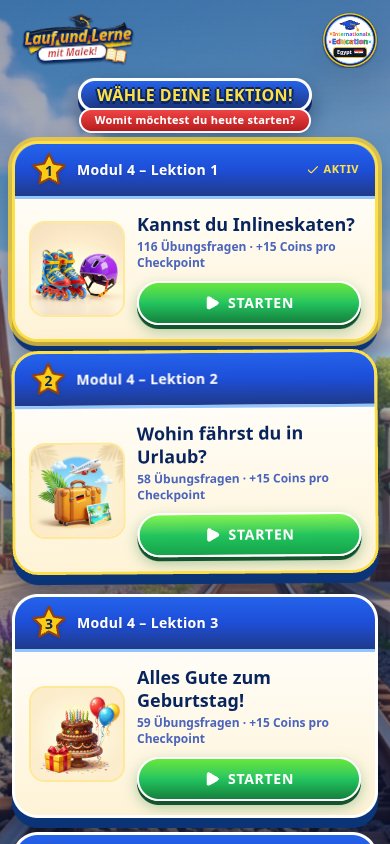 Lauf und Lerne
mit Malek!
Internationale
Education
Egypt
WÄHLE DEINE LEKTION!
Womit möchtest du heute starten?
1
Modul 4 – Lektion 1
✓ AKTIV
Kannst du Inlineskaten?
116 Übungsfragen · +15 Coins pro
Checkpoint
STARTEN
2
Modul 4 – Lektion 2
Wohin fährst du in
Urlaub?
58 Übungsfragen · +15 Coins pro
Checkpoint
STARTEN
3
Modul 4 – Lektion 3
Alles Gute zum
Geburtstag!
59 Übungsfragen · +15 Coins pro
Checkpoint
STARTEN